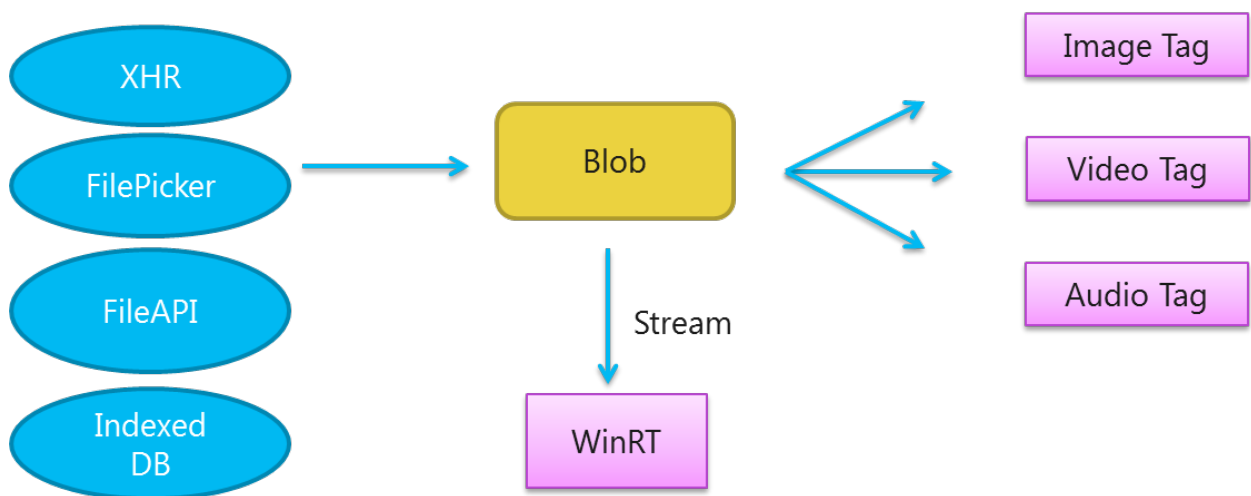 XHR
FilePicker
FileAPI
Indexed
DB
Blob
Stream
WinRT
Image Tag
Video Tag
Audio Tag